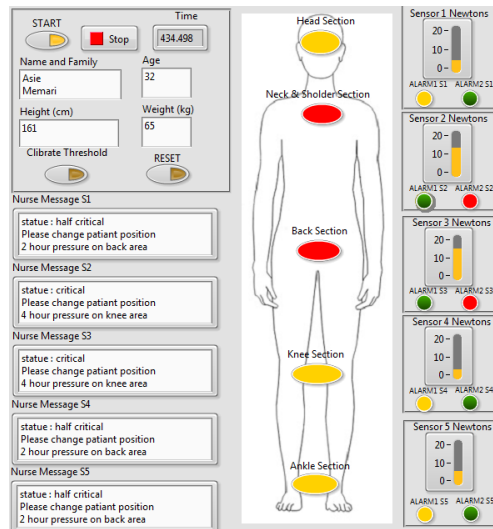 START
Stop
Time
434.498
Name and Family
Age
Asie
Memari
32
Height (cm)
Weight (kg)
161
65
Clibrate Threshold
RESET
Nurse Message S1
statue : half critical
Please change patiant position
2 hour pressure on back area
Nurse Message S2
statue : critical
Please change patiant position
4 hour pressure on knee area
Nurse Message S3
statue : critical
Please change patiant position
4 hour pressure on knee area
Nurse Message S4
statue : half critical
Please change patiant position
2 hour pressure on back area
Nurse Message S5
statue : half critical
Please change patiant position
2 hour pressure on back area
Head Section
Neck & Sholder Section
Back Section
Knee Section
Ankle Section
Sensor 1 Newtons
20-
10-
0-
ALARM1 S1 ALARM2 S1
Sensor 2 Newtons
20-
10-
0-
ALARM1 S2 ALARM2 S2
Sensor 3 Newtons
20-
10-
0-
ALARM1 S3 ALARM2 S3
Sensor 4 Newtons
20-
10-
0-
ALARM1 S4 ALARM2 S4
Sensor 5 Newtons
20-
10-
0-
ALARM1 S5 ALARM2 S5